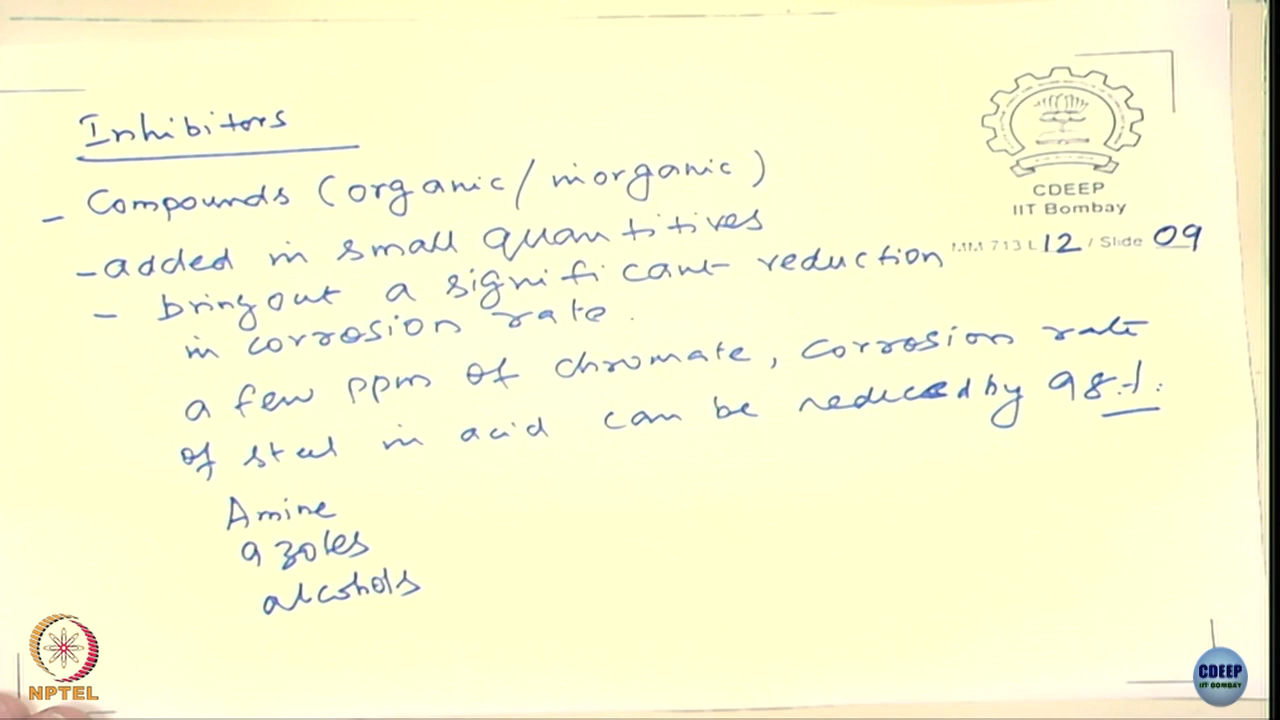 Inhibitors
- Compounds (organic/inorganic)
- added in small quantitives
- bring out a significant reduction
in corrosion rate.
a few ppm of chromate, corrosion rate
of steel in acid can be reduced by 98%.
Amine
azoles
alcohols
CDEEP
IIT Bombay
MM 713 L 12 / Slide 09
NPTEL
CDEEP
IIT BOMBAY